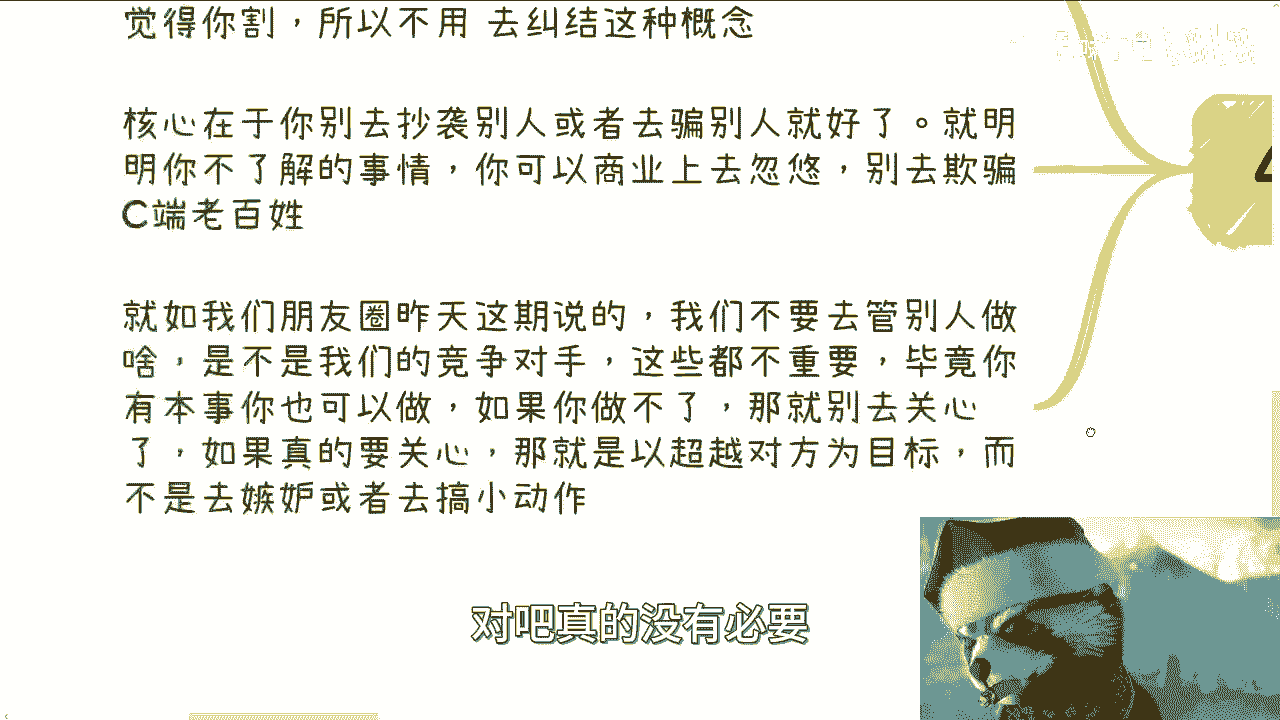 觉得你割，所以不用 去纠结这种概念
核心在于你别去抄袭别人或者去骗别人就好了。就明
明你不了解的事情，你可以商业上去忽悠，别去欺骗
C端老百姓
就如我们朋友圈昨天这期说的，我们不要去管别人做
啥，是不是我们的竞争对手，这些都不重要，毕竟你
有本事你也可以做，如果你做不了，那就别去关心
了，如果真的要关心，那就是以超越对方为目标，而
不是去嫉妒或者去搞小动作
对吧真的没有必要